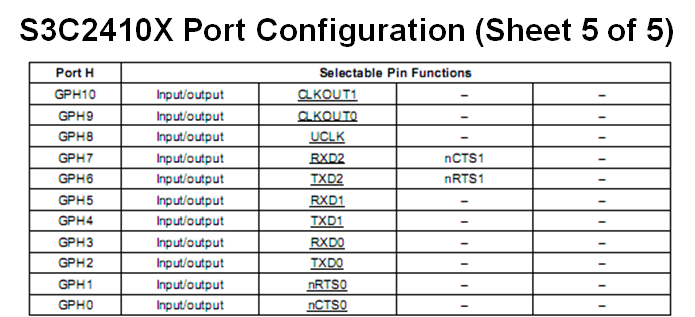 S3C2410X Port Configuration (Sheet 5 of 5)
Port H Selectable Pin Functions
GPH10 Input/output CLKOUT1 – –
GPH9 Input/output CLKOUT0 – –
GPH8 Input/output UCLK – –
GPH7 Input/output RXD2 nCTS1 –
GPH6 Input/output TXD2 nRTS1 –
GPH5 Input/output RXD1 – –
GPH4 Input/output TXD1 – –
GPH3 Input/output RXD0 – –
GPH2 Input/output TXD0 – –
GPH1 Input/output nRTS0 – –
GPH0 Input/output nCTS0 – –